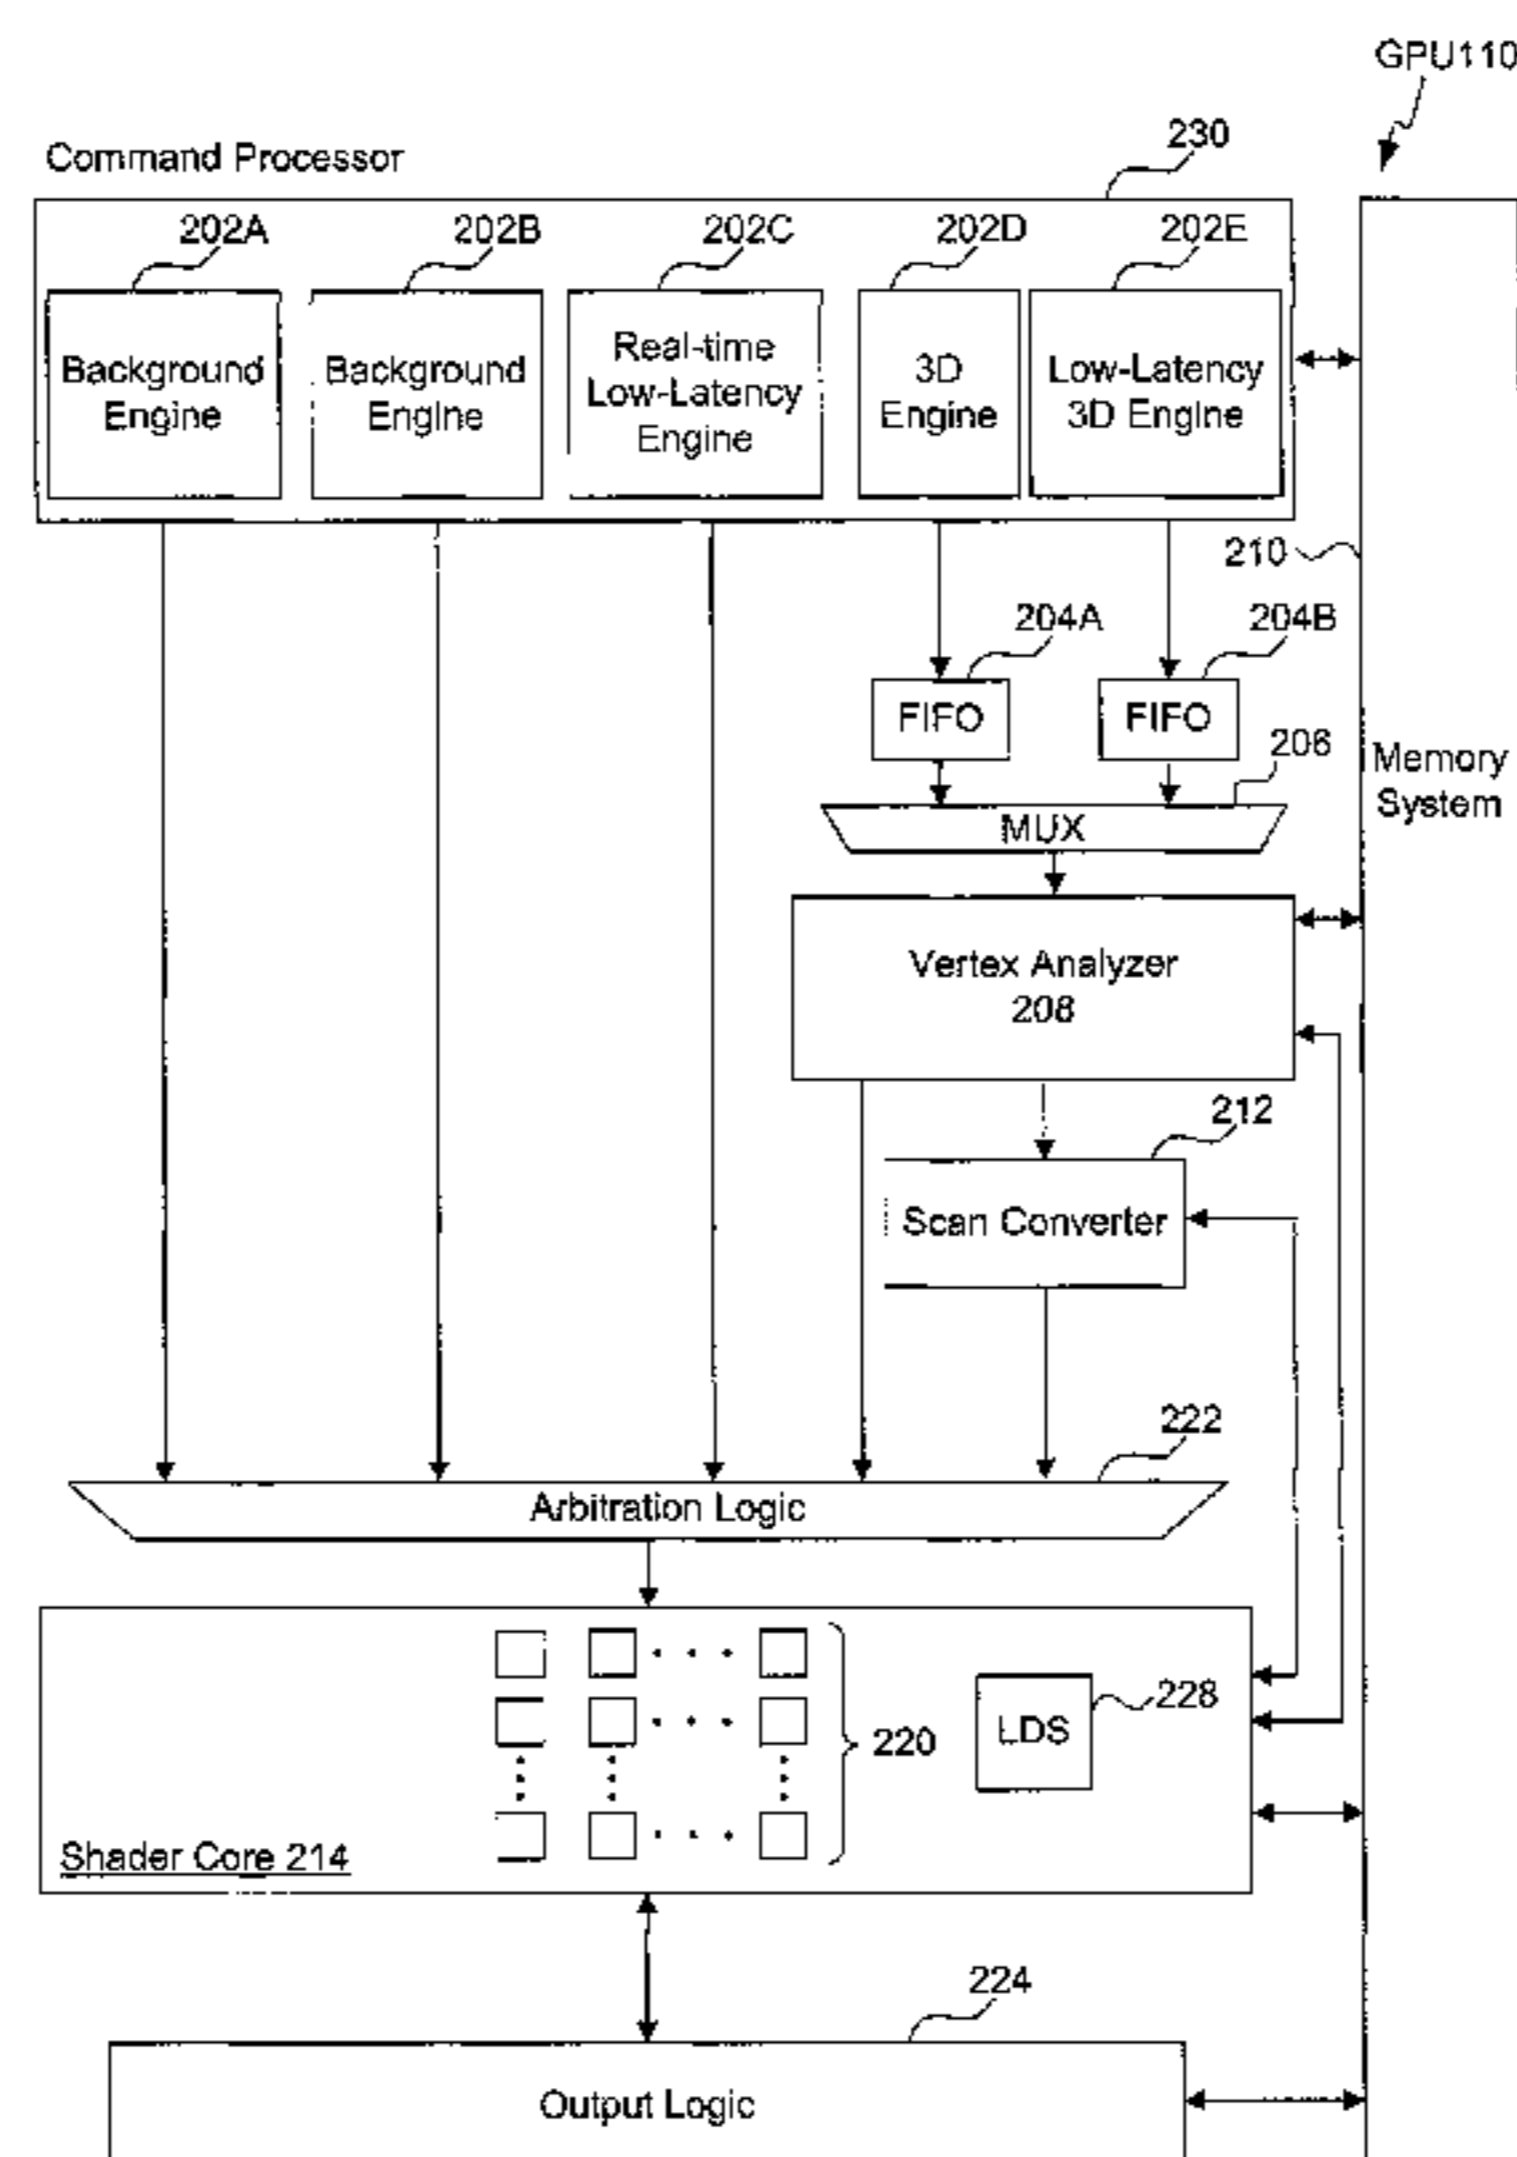 GPU110
230
Command Processor
202A
202B
202C
202D
202E
Background
Engine
Background
Engine
Real-time
Low-Latency
Engine
3D
Engine
Low-Latency
3D Engine
210
204A
204B
FIFO
FIFO
206
Memory
System
MUX
Vertex Analyzer
208
212
Scan Converter
222
Arbitration Logic
228
LDS
220
Shader Core 214
224
Output Logic